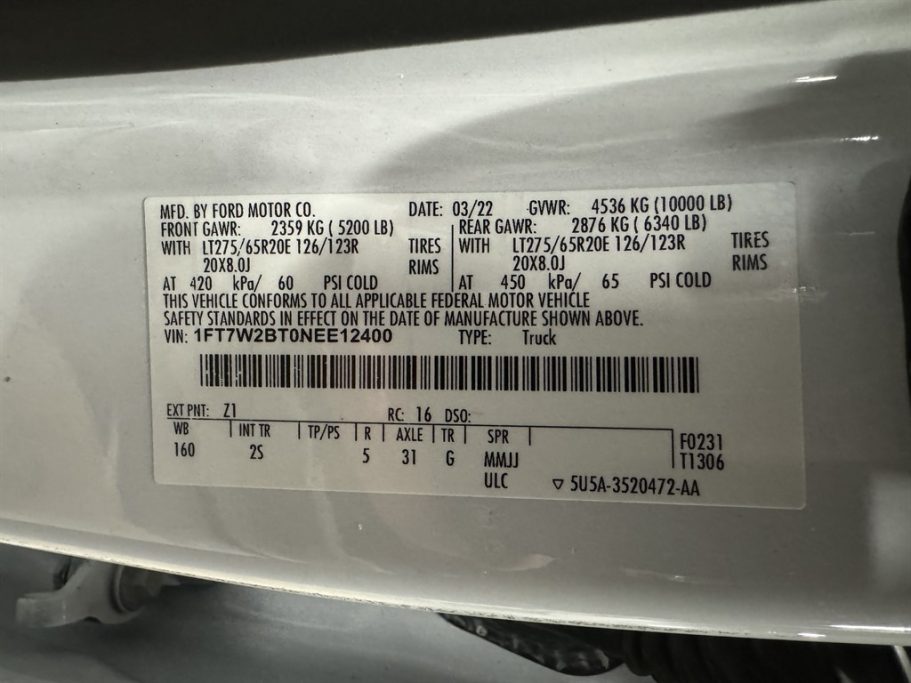 MFD. BY FORD MOTOR CO. DATE: 03/22 GVWR: 4536 KG (10000 LB)
FRONT GAWR: 2359 KG ( 5200 LB) REAR GAWR: 2876 KG ( 6340 LB)
WITH LT275/65R20E 126/123R TIRES WITH LT275/65R20E 126/123R TIRES
20X8.0J RIMS 20X8.0J RIMS
AT 420 kPa/ 60 PSI COLD AT 450 kPa/ 65 PSI COLD
THIS VEHICLE CONFORMS TO ALL APPLICABLE FEDERAL MOTOR VEHICLE
SAFETY STANDARDS IN EFFECT ON THE DATE OF MANUFACTURE SHOWN ABOVE.
VIN: 1FT7W2BT0NEE12400 TYPE: Truck
EXT PNT: Z1 RC: 16 DSO:
WB INT TR TP/PS R AXLE TR SPR F0231
160 2S 5 31 G MMJJ T1306
ULC ▽ 5U5A-3520472-AA